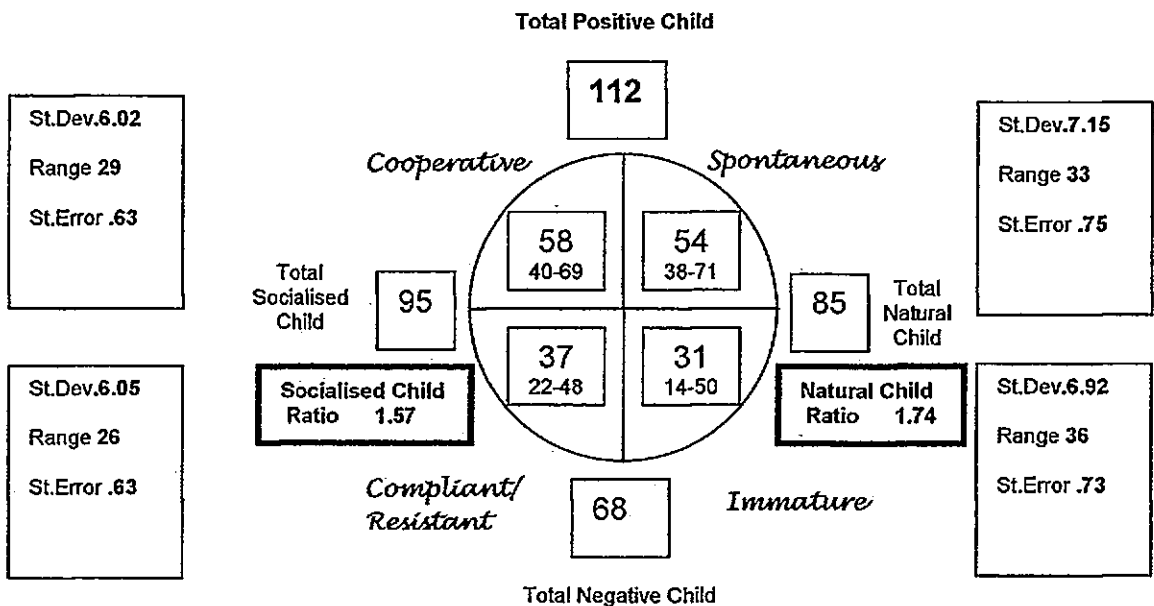 Total Positive Child
112
St.Dev.6.02
Range 29
St.Error .63
Cooperative
Spontaneous
St.Dev.7.15
Range 33
St.Error .75
58
40-69
54
38-71
Total
Socialised
Child
95
85
Total
Natural
Child
37
22-48
31
14-50
Socialised Child
Ratio 1.57
Natural Child
Ratio 1.74
St.Dev.6.05
Range 26
St.Error .63
St.Dev.6.92
Range 36
St.Error .73
Compliant/
Resistant
68
Immature
Total Negative Child